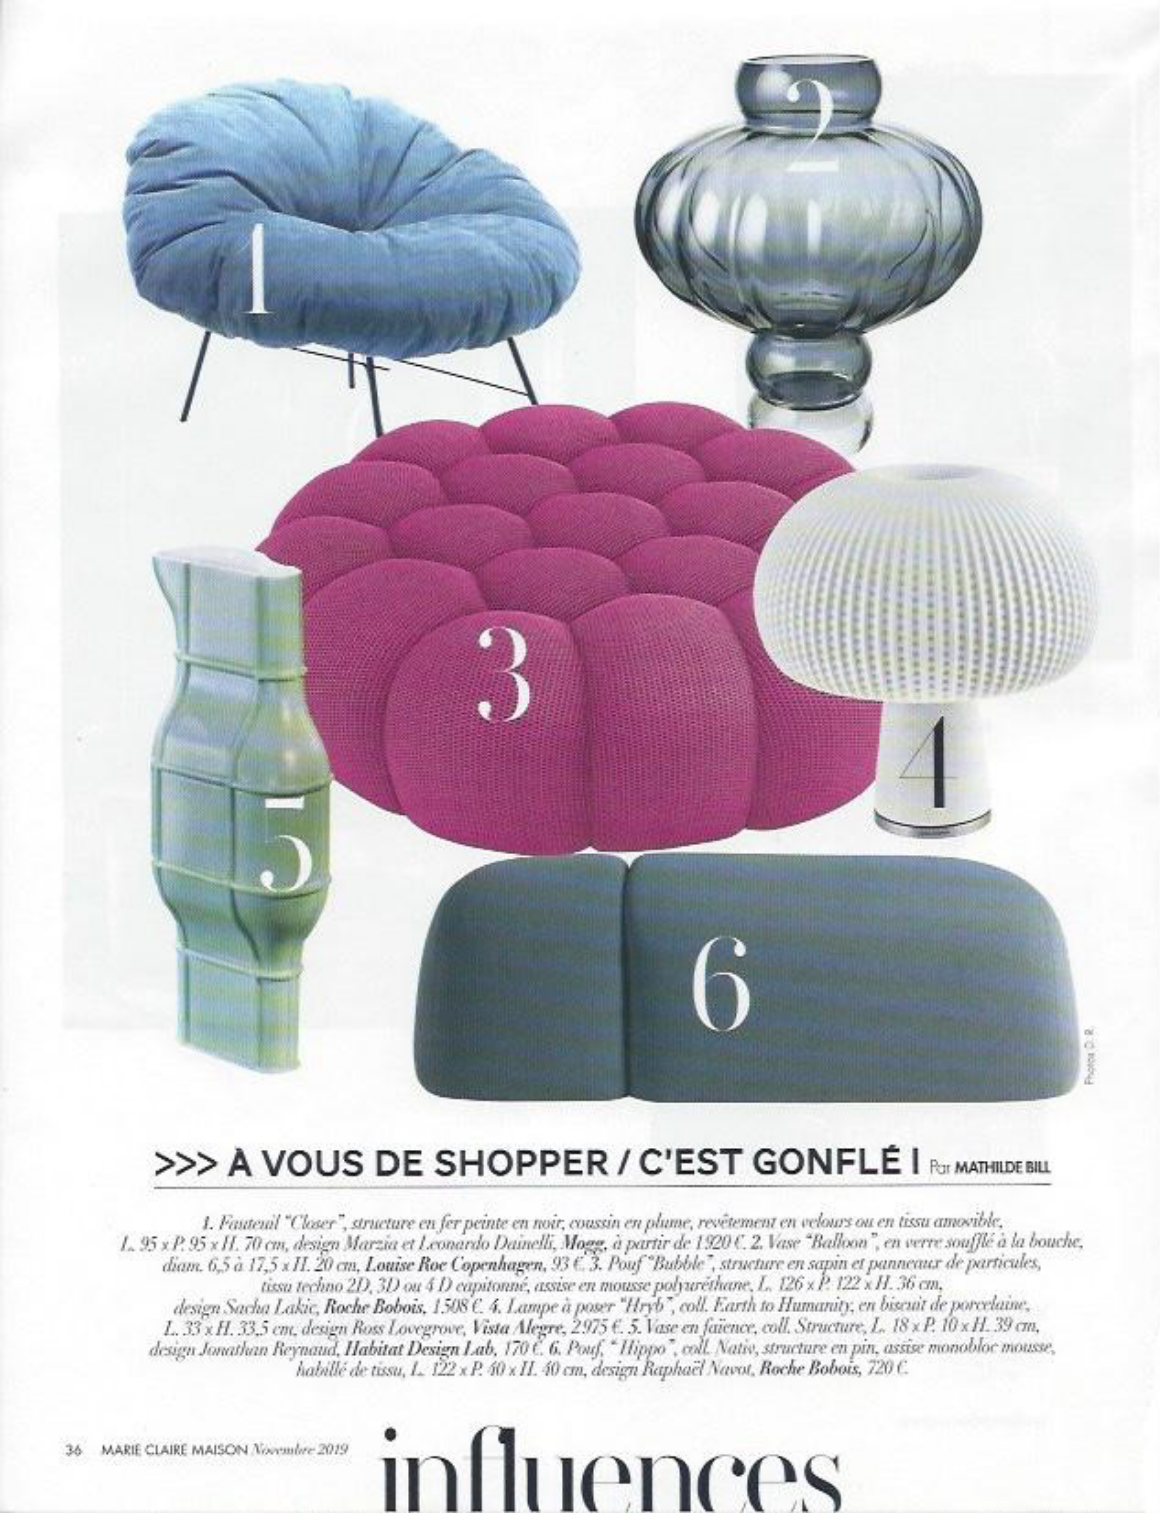 1
2
3
4
5
6
Photos D. R.
>>> À VOUS DE SHOPPER / C'EST GONFLÉ ! Par MATHILDE BILL
1. Fauteuil "Closer", structure en fer peinte en noir, coussin en plume, revêtement en velours ou en tissu amovible,
L. 95 x P. 95 x H. 70 cm, design Marzia et Leonardo Dainelli, Mogg, à partir de 1 920 €. 2. Vase "Balloon", en verre soufflé à la bouche,
diam. 6,5 à 17,5 x H. 20 cm, Louise Roe Copenhagen, 93 €. 3. Pouf "Bubble", structure en sapin et panneaux de particules,
tissu techno 2D, 3D ou 4 D capitonné, assise en mousse polyuréthane, L. 126 x P. 122 x H. 36 cm,
design Sacha Lakic, Roche Bobois, 1 508 €. 4. Lampe à poser "Hryb", coll. Earth to Humanity, en biscuit de porcelaine,
L. 33 x H. 33,5 cm, design Ross Lovegrove, Vista Alegre, 2 975 €. 5. Vase en faïence, coll. Structure, L. 18 x P. 10 x H. 39 cm,
design Jonathan Reynaud, Habitat Design Lab, 170 €. 6. Pouf, "Hippo", coll. Nativ, structure en pin, assise monobloc mousse,
habillé de tissu, L. 122 x P. 40 x H. 40 cm, design Raphaël Navot, Roche Bobois, 720 €.
36 MARIE CLAIRE MAISON Novembre 2019
influences